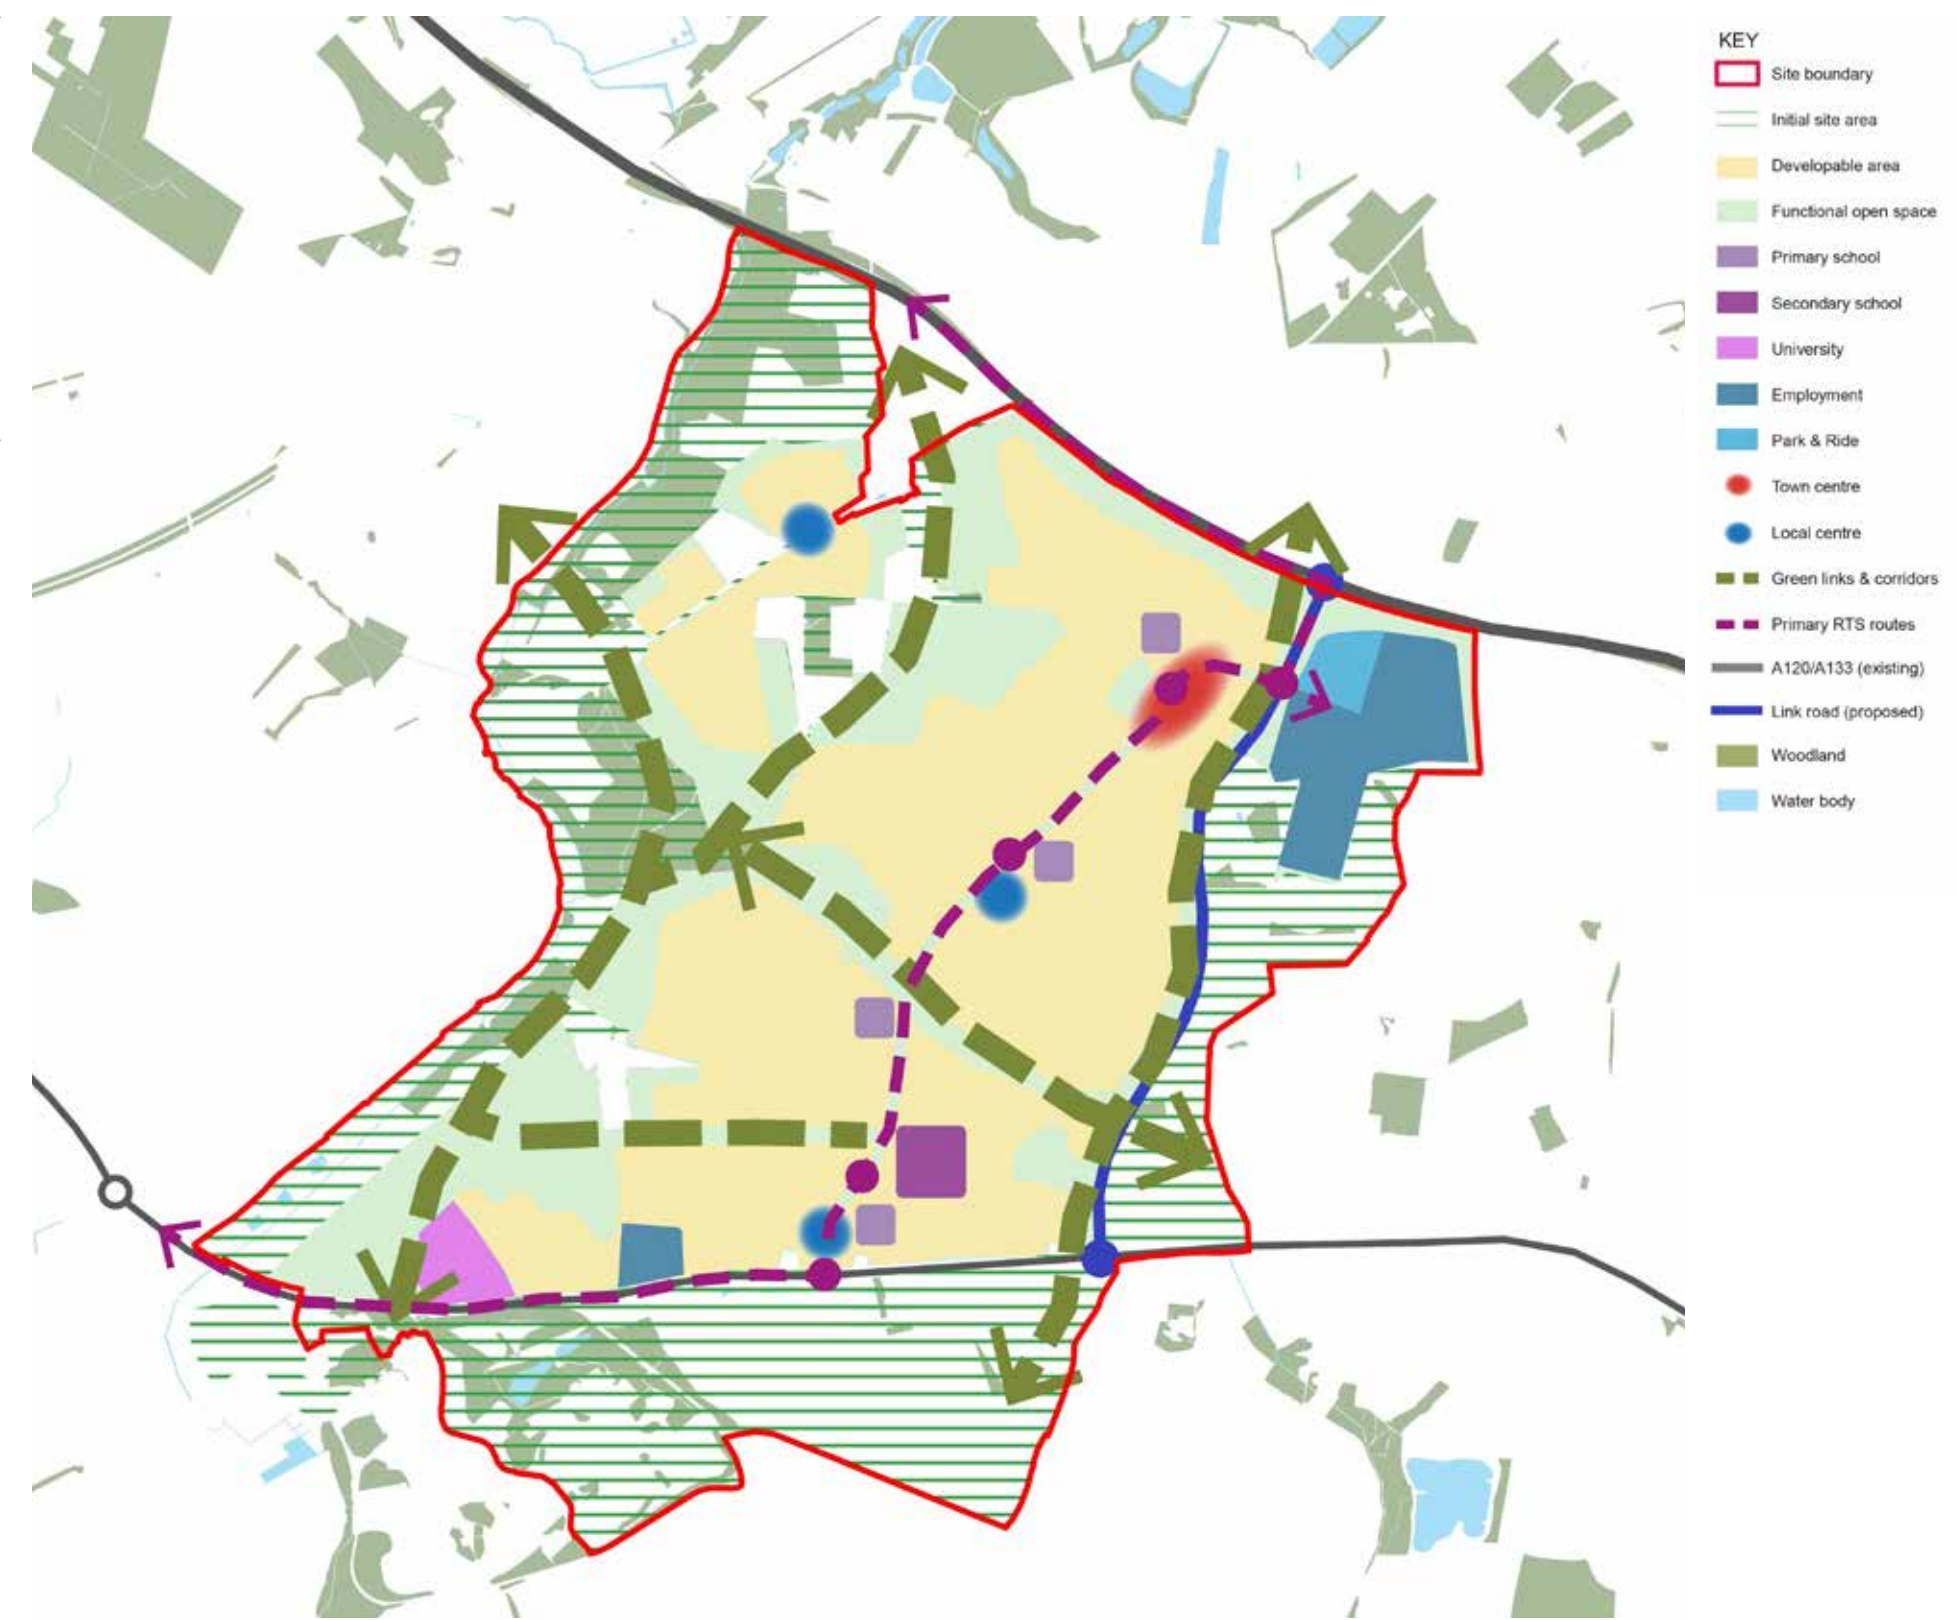 KEY
Site boundary
Initial site area
Developable area
Functional open space
Primary school
Secondary school
University
Employment
Park & Ride
Town centre
Local centre
Green links & corridors
Primary RTS routes
A120/A133 (existing)
Link road (proposed)
Woodland
Water body